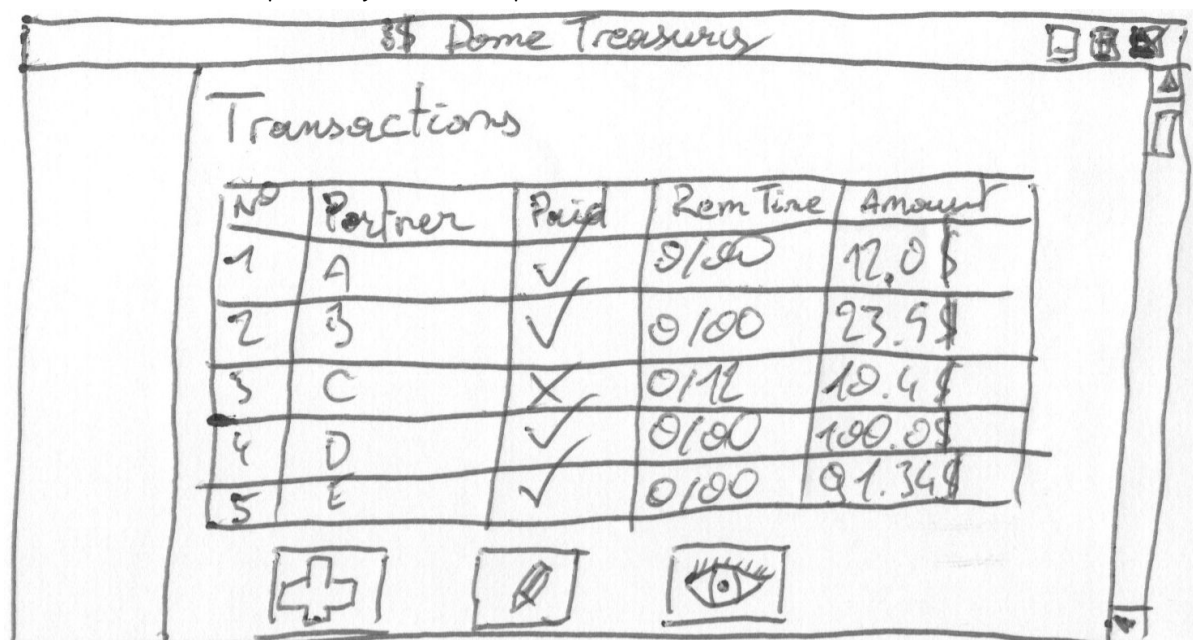 $$ Dome Treasury
Transactions
Nº Partner Paid Rem Time Amount
1 A ✓ 0/00 12.0$
2 B ✓ 0/00 23.9$
3 C X 0/12 10.4$
4 D ✓ 0/00 100.0$
5 E ✓ 0/00 91.34$